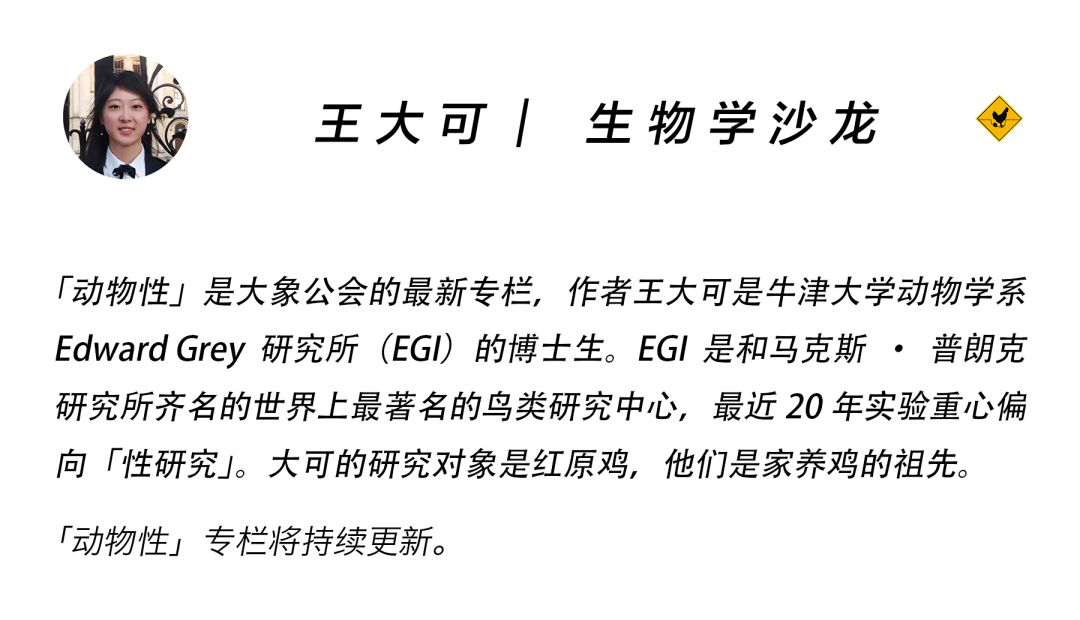 王大可｜ 生物学沙龙
「动物性」是大象公会的最新专栏，作者王大可是牛津大学动物学系
Edward Grey 研究所（EGI）的博士生。EGI 是和马克斯 · 普朗克
研究所齐名的世界上最著名的鸟类研究中心，最近 20 年实验重心偏
向「性研究」。大可的研究对象是红原鸡，他们是家养鸡的祖先。
「动物性」专栏将持续更新。